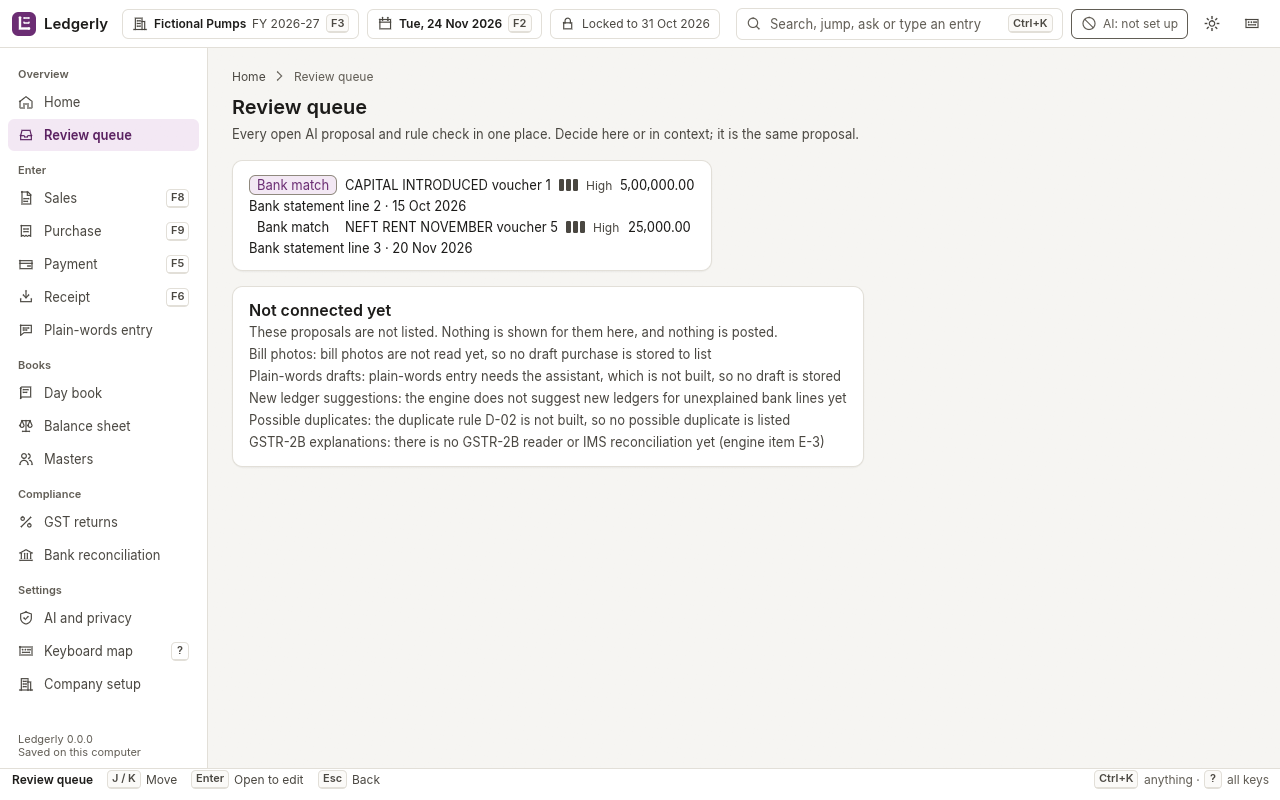 Ledgerly
Fictional Pumps FY 2026-27 F3
Tue, 24 Nov 2026 F2
Locked to 31 Oct 2026
Search, jump, ask or type an entry Ctrl+K
AI: not set up
Overview
Home
Review queue
Enter
Sales F8
Purchase F9
Payment F5
Receipt F6
Plain-words entry
Books
Day book
Balance sheet
Masters
Compliance
GST returns
Bank reconciliation
Settings
AI and privacy
Keyboard map ?
Company setup
Ledgerly 0.0.0
Saved on this computer
Home Review queue
Review queue
Every open AI proposal and rule check in one place. Decide here or in context; it is the same proposal.
Bank match CAPITAL INTRODUCED voucher 1 High 5,00,000.00
Bank statement line 2 · 15 Oct 2026
Bank match NEFT RENT NOVEMBER voucher 5 High 25,000.00
Bank statement line 3 · 20 Nov 2026
Not connected yet
These proposals are not listed. Nothing is shown for them here, and nothing is posted.
Bill photos: bill photos are not read yet, so no draft purchase is stored to list
Plain-words drafts: plain-words entry needs the assistant, which is not built, so no draft is stored
New ledger suggestions: the engine does not suggest new ledgers for unexplained bank lines yet
Possible duplicates: the duplicate rule D-02 is not built, so no possible duplicate is listed
GSTR-2B explanations: there is no GSTR-2B reader or IMS reconciliation yet (engine item E-3)
Review queue J / K Move Enter Open to edit Esc Back
Ctrl+K anything · ? all keys